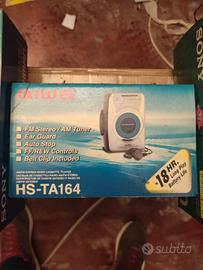 aiwa
FM Stereo/AM Tuner
Ear Guard
Auto Stop
FF/REW Controls
Belt Clip Included
18 HR.
Long Play
Battery Life
HS-TA164
SONY
SONY
subito